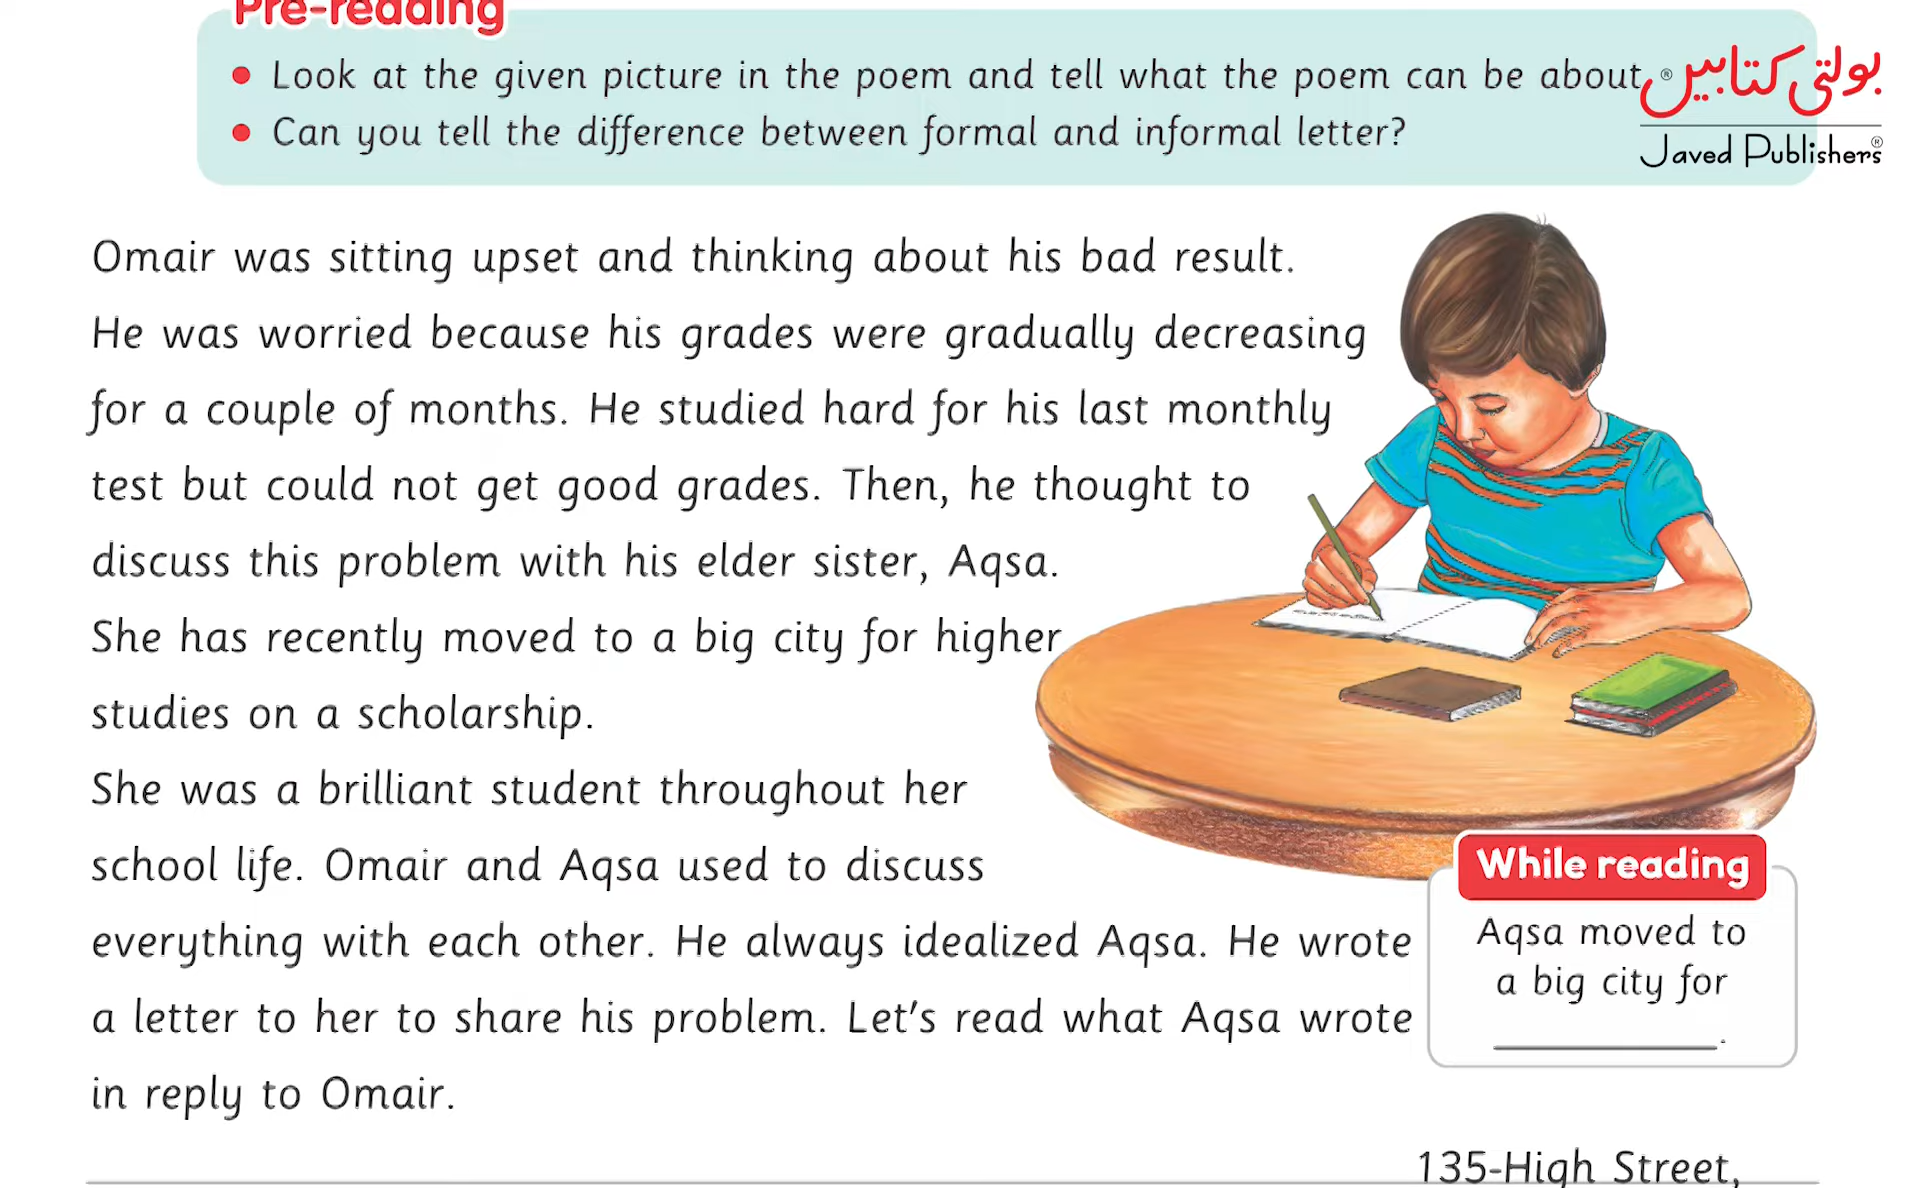 Pre-reading
• Look at the given picture in the poem and tell what the poem can be about
• Can you tell the difference between formal and informal letter?
بولتی کتابیں®
Javed Publishers®
Omair was sitting upset and thinking about his bad result.
He was worried because his grades were gradually decreasing
for a couple of months. He studied hard for his last monthly
test but could not get good grades. Then, he thought to
discuss this problem with his elder sister, Aqsa.
She has recently moved to a big city for higher
studies on a scholarship.
She was a brilliant student throughout her
school life. Omair and Aqsa used to discuss
everything with each other. He always idealized Aqsa. He wrote
a letter to her to share his problem. Let's read what Aqsa wrote
in reply to Omair.
While reading
Aqsa moved to
a big city for
__________.
135-High Street,